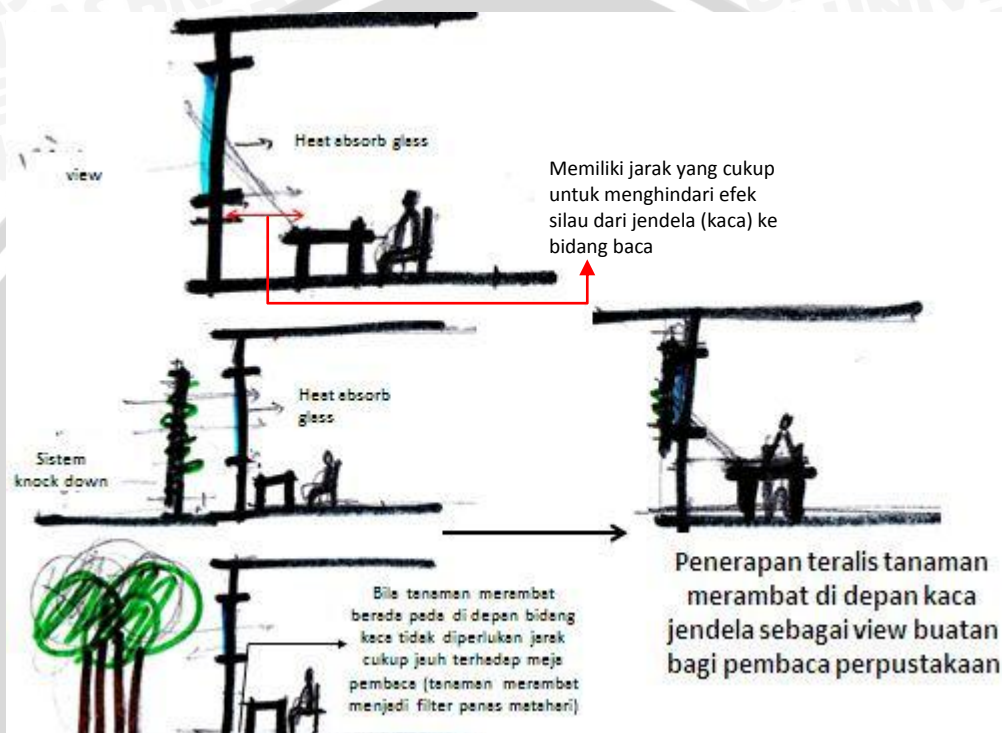 Heat absorb glass
view
Memiliki jarak yang cukup
untuk menghindari efek
silau dari jendela (kaca) ke
bidang baca
Heat absorb
glass
Sistem
knock down
Bila tanaman merambat
berada pada di depan bidang
kaca tidak diperlukan jarak
cukup jauh terhadap meja
pembaca (tanaman merambat
menjadi filter panas matahari)
Penerapan teralis tanaman
merambat di depan kaca
jendela sebagai view buatan
bagi pembaca perpustakaan